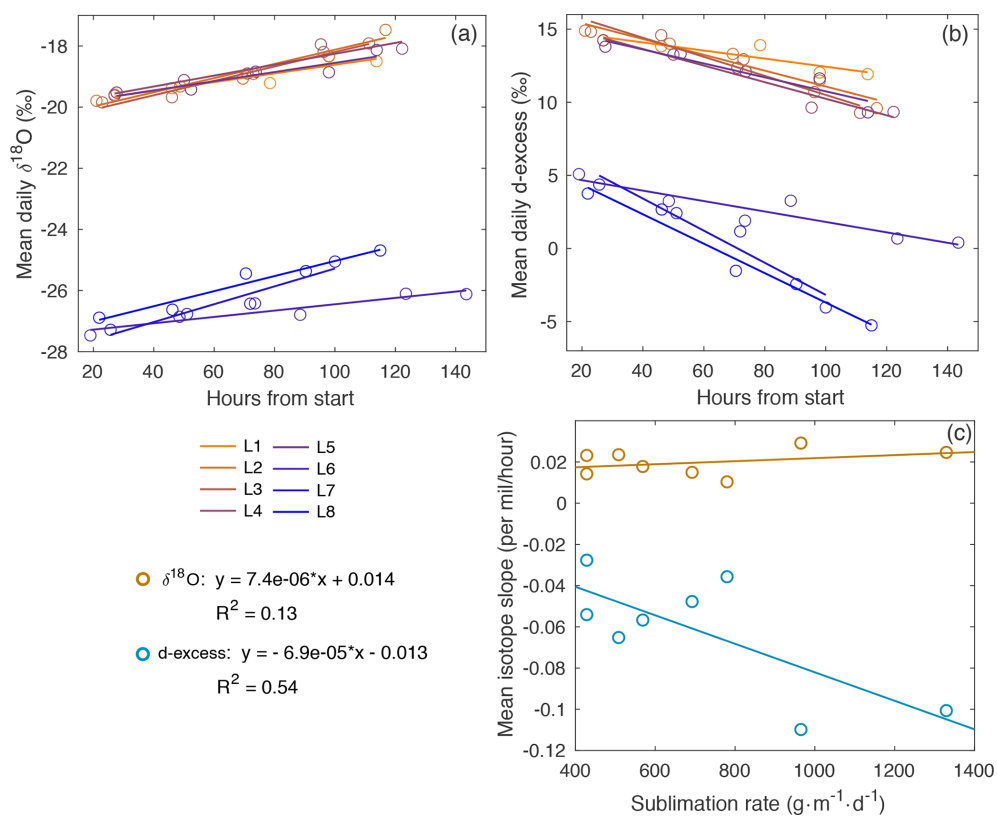 (a)
-18
-20
-22
-24
-26
-28
Mean daily δ¹⁸O (‰)
20 40 60 80 100 120 140
Hours from start
(b)
15
10
5
0
-5
Mean daily d-excess (‰)
20 40 60 80 100 120 140
Hours from start
L1 L5
L2 L6
L3 L7
L4 L8
δ¹⁸O: y = 7.4e-06*x + 0.014
R² = 0.13
d-excess: y = - 6.9e-05*x - 0.013
R² = 0.54
(c)
0.02
0
-0.02
-0.04
-0.06
-0.08
-0.1
-0.12
Mean isotope slope (per mil/hour)
400 600 800 1000 1200 1400
Sublimation rate (g·m⁻¹·d⁻¹)